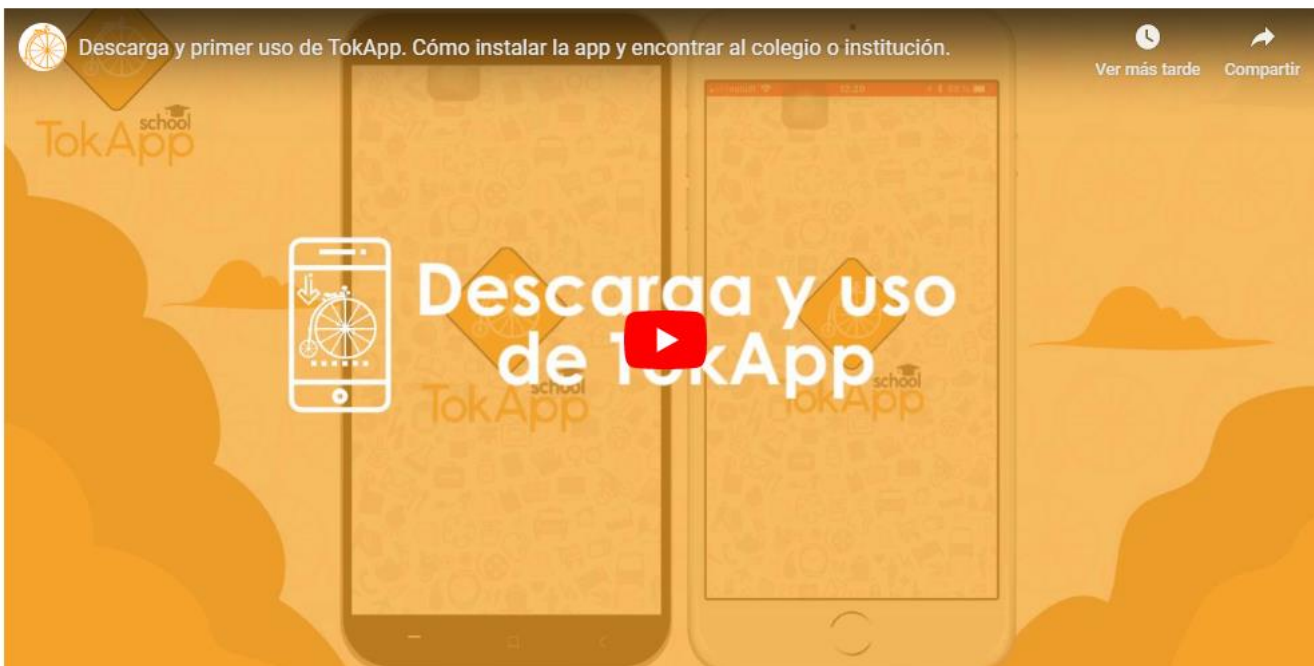 Descarga y primer uso de TokApp. Cómo instalar la app y encontrar al colegio o institución.
Ver más tarde
Compartir
school
TokApp
Descarga y uso
de TokApp
school
TokApp
school
TokApp